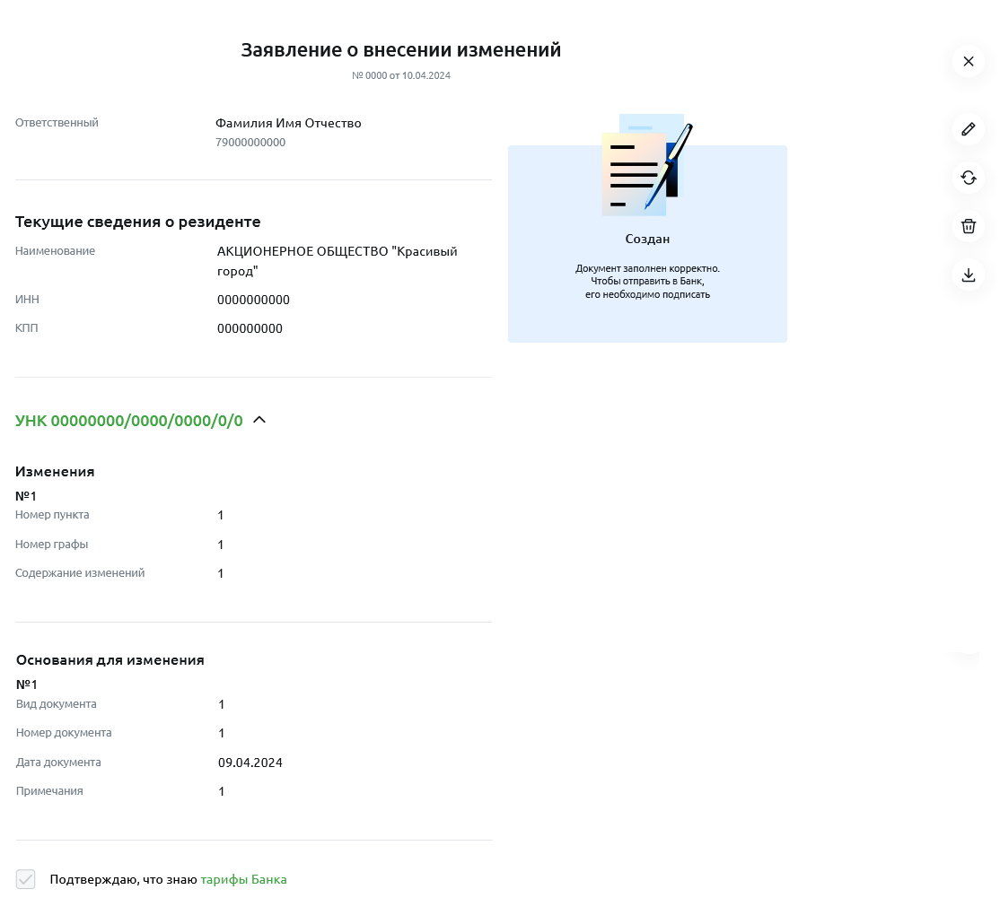 Заявление о внесении изменений
№ 0000 от 10.04.2024
Ответственный
Фамилия Имя Отчество
79000000000
Текущие сведения о резиденте
Наименование
АКЦИОНЕРНОЕ ОБЩЕСТВО "Красивый
город"
ИНН
0000000000
КПП
000000000
Создан
Документ заполнен корректно.
Чтобы отправить в Банк,
его необходимо подписать
УНК 00000000/0000/0000/0/0
Изменения
№1
Номер пункта
1
Номер графы
1
Содержание изменений
1
Основания для изменения
№1
Вид документа
1
Номер документа
1
Дата документа
09.04.2024
Примечания
1
Подтверждаю, что знаю тарифы Банка